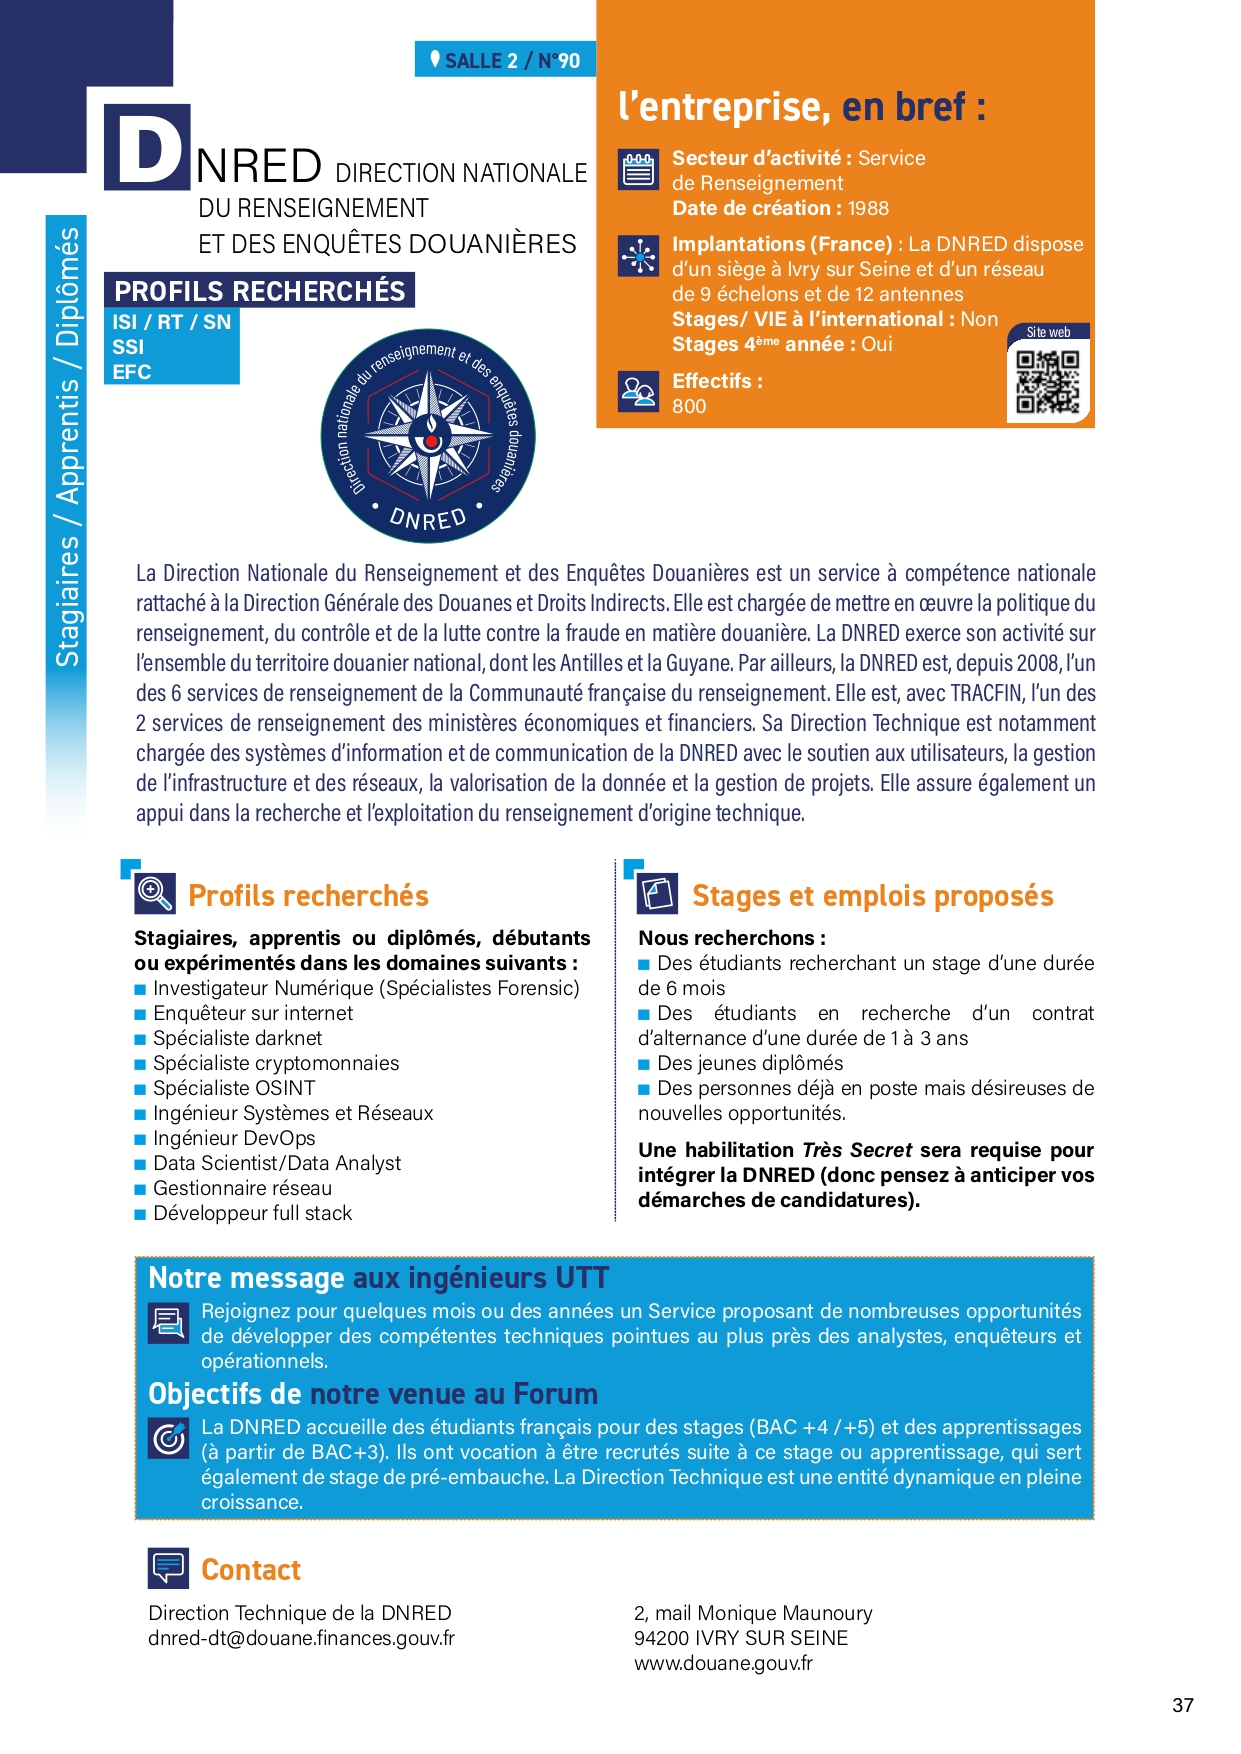 SALLE 2 / N°90
DNRED DIRECTION NATIONALE
DU RENSEIGNEMENT
ET DES ENQUÊTES DOUANIÈRES
PROFILS RECHERCHÉS
ISI / RT / SN
SSI
EFC
Stagiaires / Apprentis / Diplômés
Direction nationale du renseignement et des enquêtes douanières
• DNRED •
l’entreprise, en bref :
Secteur d’activité : Service
de Renseignement
Date de création : 1988
Implantations (France) : La DNRED dispose
d’un siège à Ivry sur Seine et d’un réseau
de 9 échelons et de 12 antennes
Stages/ VIE à l’international : Non
Stages 4ème année : Oui
Effectifs :
800
Site web
La Direction Nationale du Renseignement et des Enquêtes Douanières est un service à compétence nationale
rattaché à la Direction Générale des Douanes et Droits Indirects. Elle est chargée de mettre en œuvre la politique du
renseignement, du contrôle et de la lutte contre la fraude en matière douanière. La DNRED exerce son activité sur
l’ensemble du territoire douanier national, dont les Antilles et la Guyane. Par ailleurs, la DNRED est, depuis 2008, l’un
des 6 services de renseignement de la Communauté française du renseignement. Elle est, avec TRACFIN, l’un des
2 services de renseignement des ministères économiques et financiers. Sa Direction Technique est notamment
chargée des systèmes d’information et de communication de la DNRED avec le soutien aux utilisateurs, la gestion
de l’infrastructure et des réseaux, la valorisation de la donnée et la gestion de projets. Elle assure également un
appui dans la recherche et l’exploitation du renseignement d’origine technique.
Profils recherchés
Stagiaires, apprentis ou diplômés, débutants
ou expérimentés dans les domaines suivants :
■ Investigateur Numérique (Spécialistes Forensic)
■ Enquêteur sur internet
■ Spécialiste darknet
■ Spécialiste cryptomonnaies
■ Spécialiste OSINT
■ Ingénieur Systèmes et Réseaux
■ Ingénieur DevOps
■ Data Scientist/Data Analyst
■ Gestionnaire réseau
■ Développeur full stack
Stages et emplois proposés
Nous recherchons :
■ Des étudiants recherchant un stage d’une durée
de 6 mois
■ Des étudiants en recherche d’un contrat
d’alternance d’une durée de 1 à 3 ans
■ Des jeunes diplômés
■ Des personnes déjà en poste mais désireuses de
nouvelles opportunités.
Une habilitation Très Secret sera requise pour
intégrer la DNRED (donc pensez à anticiper vos
démarches de candidatures).
Notre message aux ingénieurs UTT
Rejoignez pour quelques mois ou des années un Service proposant de nombreuses opportunités
de développer des compétentes techniques pointues au plus près des analystes, enquêteurs et
opérationnels.
Objectifs de notre venue au Forum
La DNRED accueille des étudiants français pour des stages (BAC +4 /+5) et des apprentissages
(à partir de BAC+3). Ils ont vocation à être recrutés suite à ce stage ou apprentissage, qui sert
également de stage de pré-embauche. La Direction Technique est une entité dynamique en pleine
croissance.
Contact
Direction Technique de la DNRED
dnred-dt@douane.finances.gouv.fr
2, mail Monique Maunoury
94200 IVRY SUR SEINE
www.douane.gouv.fr
37